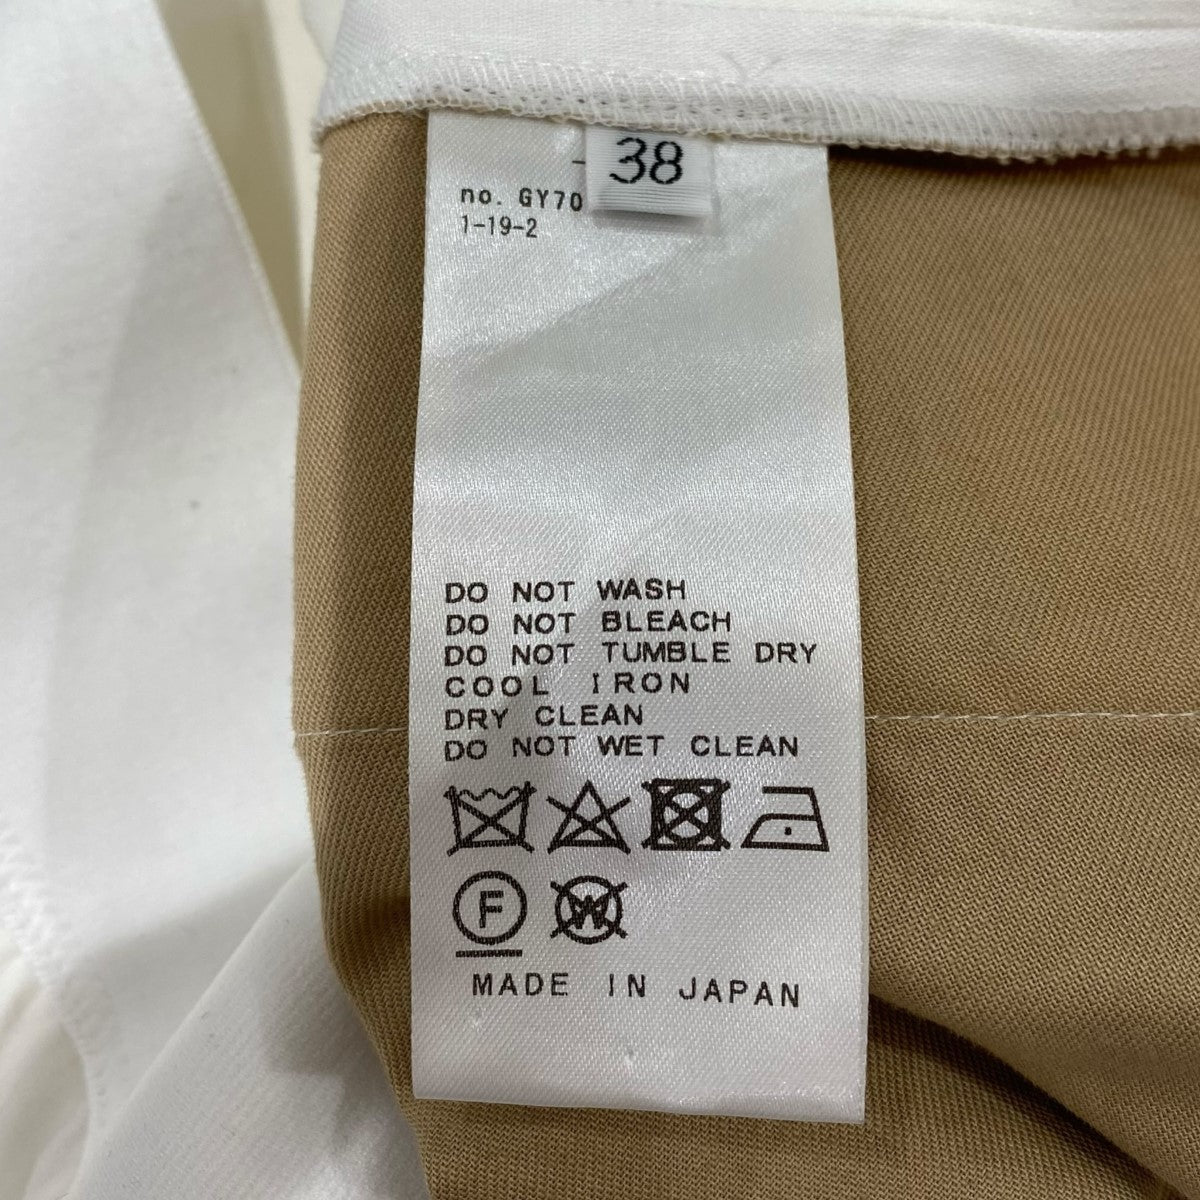 38
no. GY70
1-19-2
DO NOT WASH
DO NOT BLEACH
DO NOT TUMBLE DRY
COOL IRON
DRY CLEAN
DO NOT WET CLEAN
F W
MADE IN JAPAN